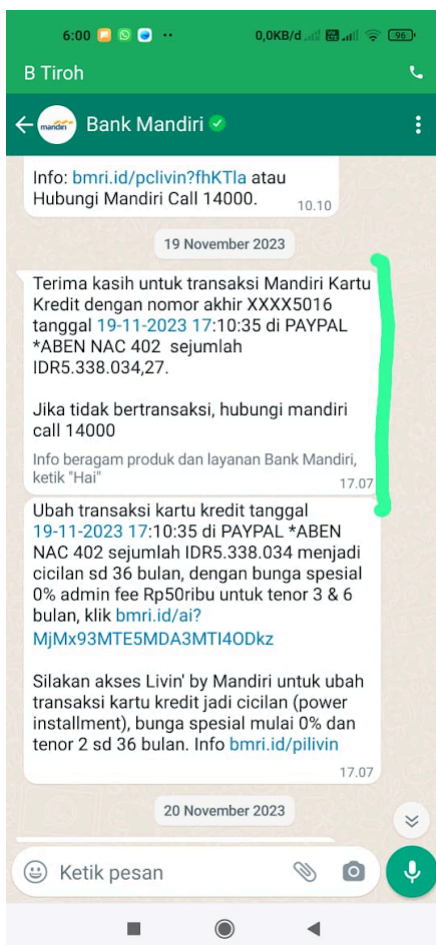 6:00
0,0KB/d
96
B Tiroh
mandiri
Bank Mandiri
Info: bmri.id/pclivin?fhKTla atau
Hubungi Mandiri Call 14000.
10.10
19 November 2023
Terima kasih untuk transaksi Mandiri Kartu
Kredit dengan nomor akhir XXXX5016
tanggal 19-11-2023 17:10:35 di PAYPAL
*ABEN NAC 402 sejumlah
IDR5.338.034,27.
Jika tidak bertransaksi, hubungi mandiri
call 14000
Info beragam produk dan layanan Bank Mandiri,
ketik "Hai"
17.07
Ubah transaksi kartu kredit tanggal
19-11-2023 17:10:35 di PAYPAL *ABEN
NAC 402 sejumlah IDR5.338.034 menjadi
cicilan sd 36 bulan, dengan bunga spesial
0% admin fee Rp50ribu untuk tenor 3 & 6
bulan, klik bmri.id/ai?
MjMx93MTE5MDA3MTI4ODkz
Silakan akses Livin' by Mandiri untuk ubah
transaksi kartu kredit jadi cicilan (power
installment), bunga spesial mulai 0% dan
tenor 2 sd 36 bulan. Info bmri.id/pilivin
17.07
20 November 2023
Ketik pesan